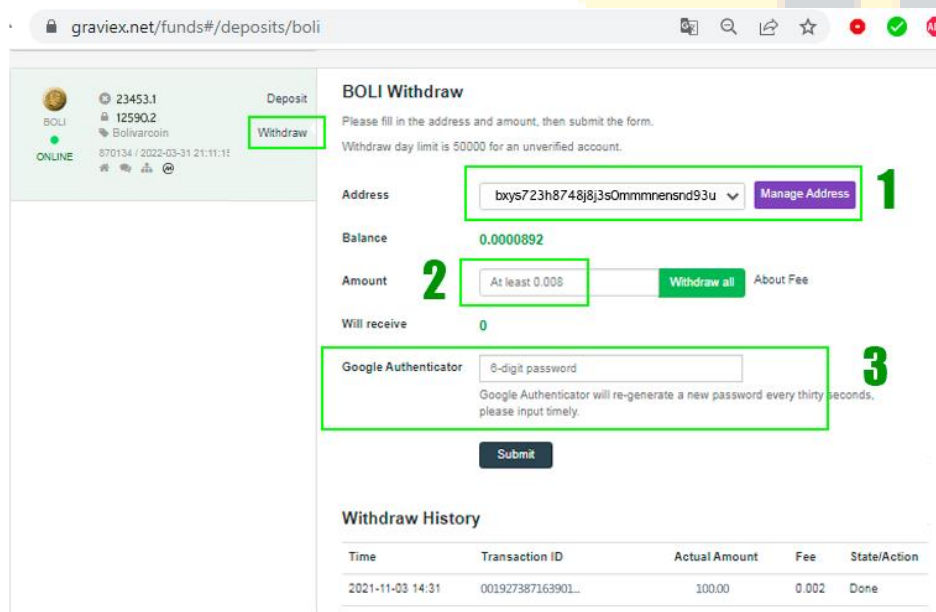 graviex.net/funds#/deposits/boli
23453.1
Deposit
12590.2
BOLI
Bolivarcoin
Withdraw
ONLINE
870134 / 2022-03-31 21:11:15
BOLI Withdraw
Please fill in the address and amount, then submit the form.
Withdraw day limit is 50000 for an unverified account.
Address
bxys723h8748j8j3s0mmmnensnd93u
Manage Address
1
Balance
0.0000892
2
Amount
At least 0.008
Withdraw all
About Fee
Will receive
0
Google Authenticator
6-digit password
3
Google Authenticator will re-generate a new password every thirty seconds,
please input timely.
Submit
Withdraw History
Time Transaction ID Actual Amount Fee State/Action
2021-11-03 14:31 001927387163901... 100.00 0.002 Done